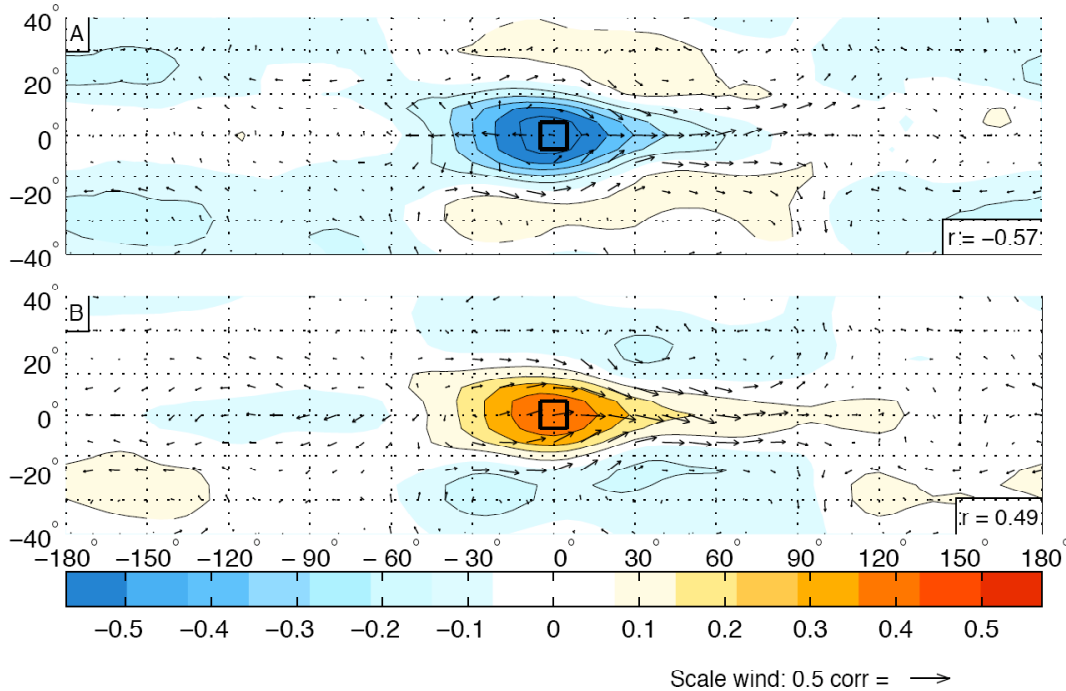 40°
A
20°
0°
−20°
−40°
r = −0.57
40°
B
20°
0°
−20°
−40°
r = 0.49
−180° −150° −120° −90° −60° −30° 0° 30° 60° 90° 120° 150° 180°
−0.5 −0.4 −0.3 −0.2 −0.1 0 0.1 0.2 0.3 0.4 0.5
Scale wind: 0.5 corr =